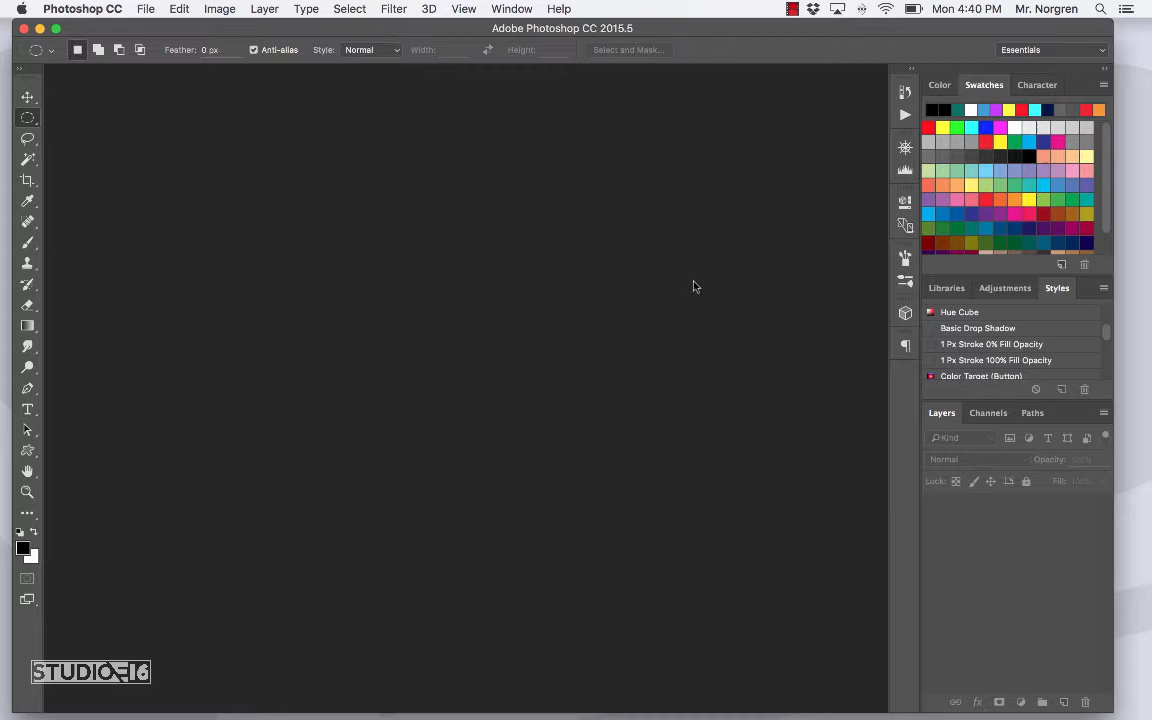 Photoshop CC File Edit Image Layer Type Select Filter 3D View Window Help Mon 4:40 PM Mr. Norgren
Adobe Photoshop CC 2015.5
Feather: 0 px Anti-alias Style: Normal Width: Height: Select and Mask... Essentials
Color Swatches Character
Libraries Adjustments Styles
Hue Cube
Basic Drop Shadow
1 Px Stroke 0% Fill Opacity
1 Px Stroke 100% Fill Opacity
Color Target (Button)
Layers Channels Paths
Kind
Normal Opacity: 100%
Lock: Fill: 100%
STUDIO E16